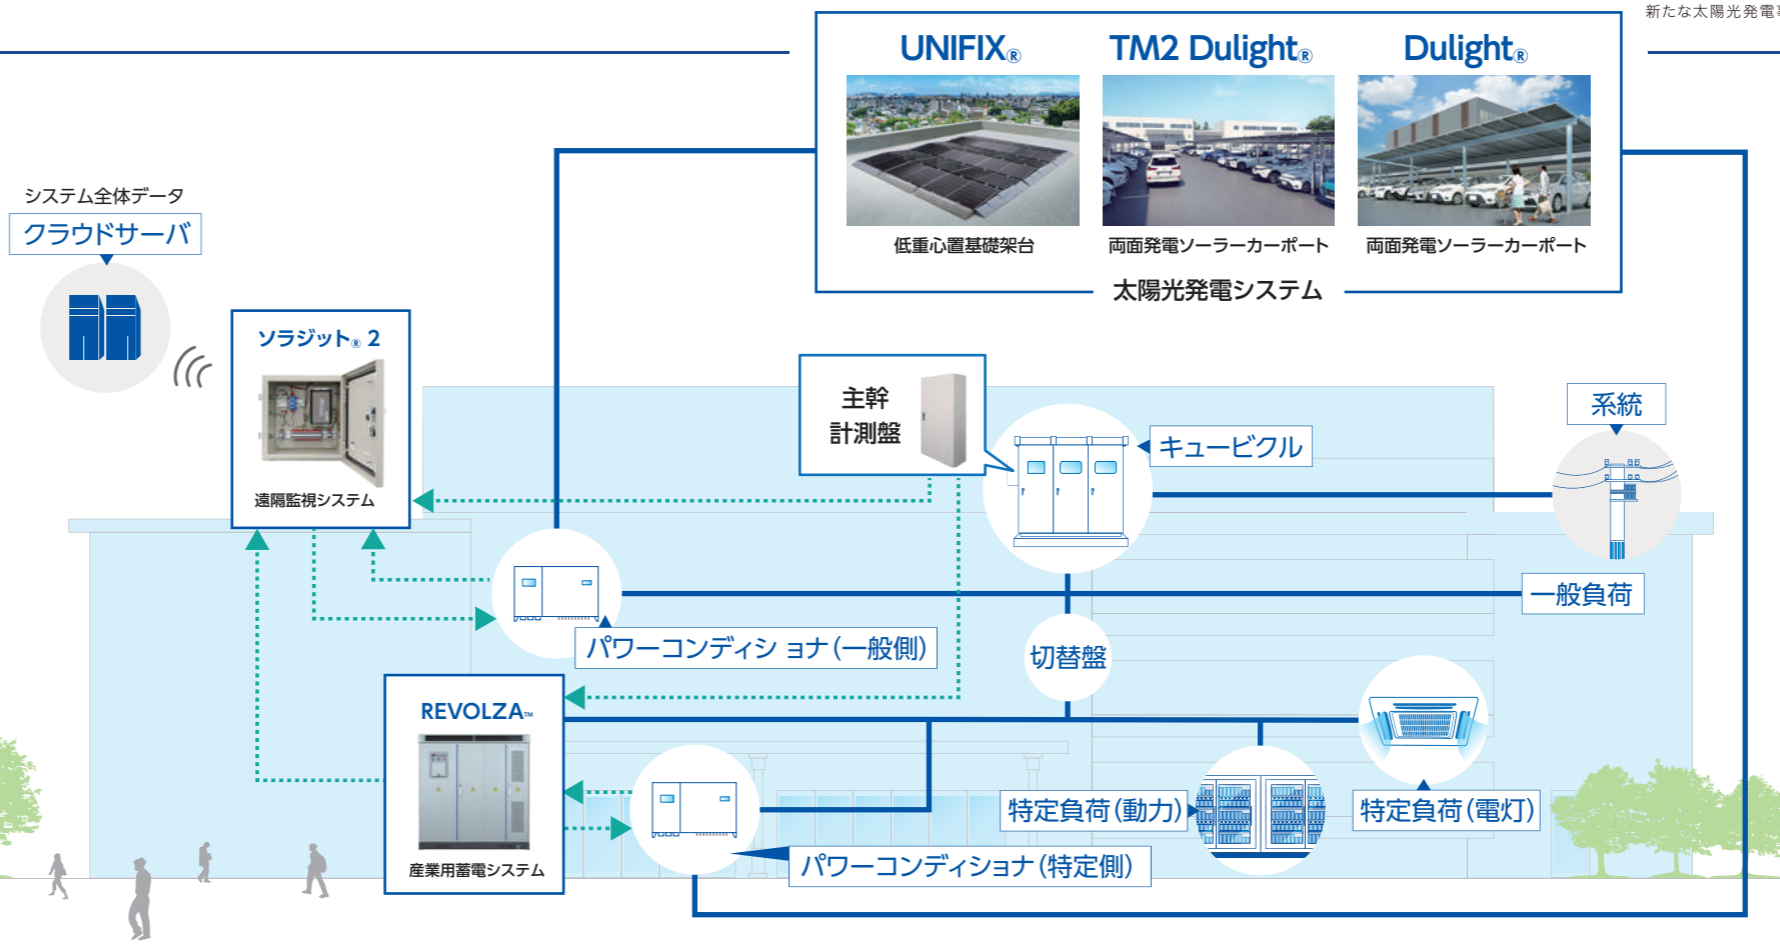 新たな太陽光発電
UNIFIX®
TM2 Dulight®
Dulight®
低重心置基礎架台
両面発電ソーラーカーポート
両面発電ソーラーカーポート
太陽光発電システム
システム全体データ
クラウドサーバ
ソラジット® 2
遠隔監視システム
主幹
計測盤
キュービクル
系統
一般負荷
パワーコンディショナ(一般側)
切替盤
REVOLZA™
産業用蓄電システム
特定負荷(動力)
特定負荷(電灯)
パワーコンディショナ(特定側)